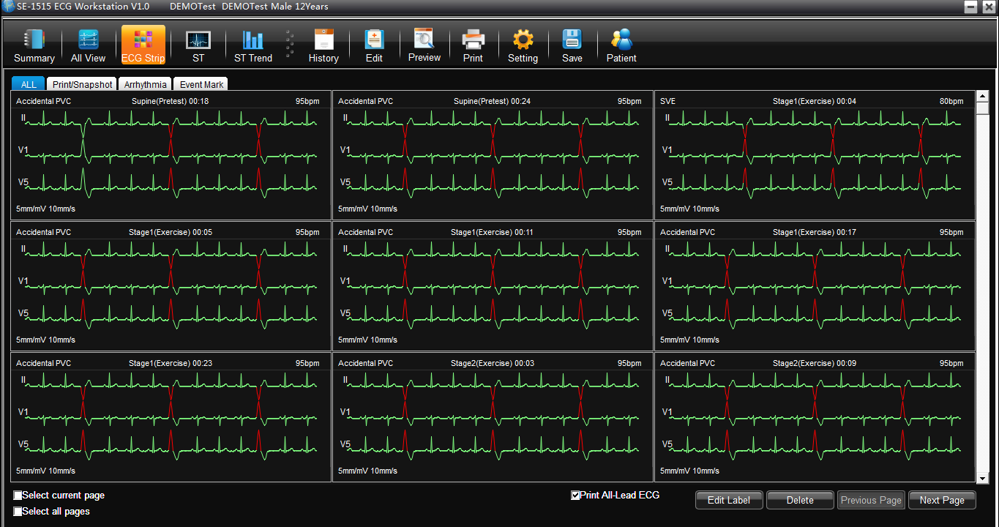 SE-1515 ECG Workstation V1.0 DEMOTest DEMOTest Male 12Years
Summary All View ECG Strip ST ST Trend History Edit Preview Print Setting Save Patient
ALL Print/Snapshot Arrhythmia Event Mark
Accidental PVC Supine(Pretest) 00:18 95bpm
II
V1
V5
5mm/mV 10mm/s
Accidental PVC Supine(Pretest) 00:24 95bpm
II
V1
V5
5mm/mV 10mm/s
SVE Stage1(Exercise) 00:04 80bpm
II
V1
V5
5mm/mV 10mm/s
Accidental PVC Stage1(Exercise) 00:05 95bpm
II
V1
V5
5mm/mV 10mm/s
Accidental PVC Stage1(Exercise) 00:11 95bpm
II
V1
V5
5mm/mV 10mm/s
Accidental PVC Stage1(Exercise) 00:17 95bpm
II
V1
V5
5mm/mV 10mm/s
Accidental PVC Stage1(Exercise) 00:23 95bpm
II
V1
V5
5mm/mV 10mm/s
Accidental PVC Stage2(Exercise) 00:03 95bpm
II
V1
V5
5mm/mV 10mm/s
Accidental PVC Stage2(Exercise) 00:09 95bpm
II
V1
V5
5mm/mV 10mm/s
Select current page Print All-Lead ECG Edit Label Delete Previous Page Next Page
Select all pages